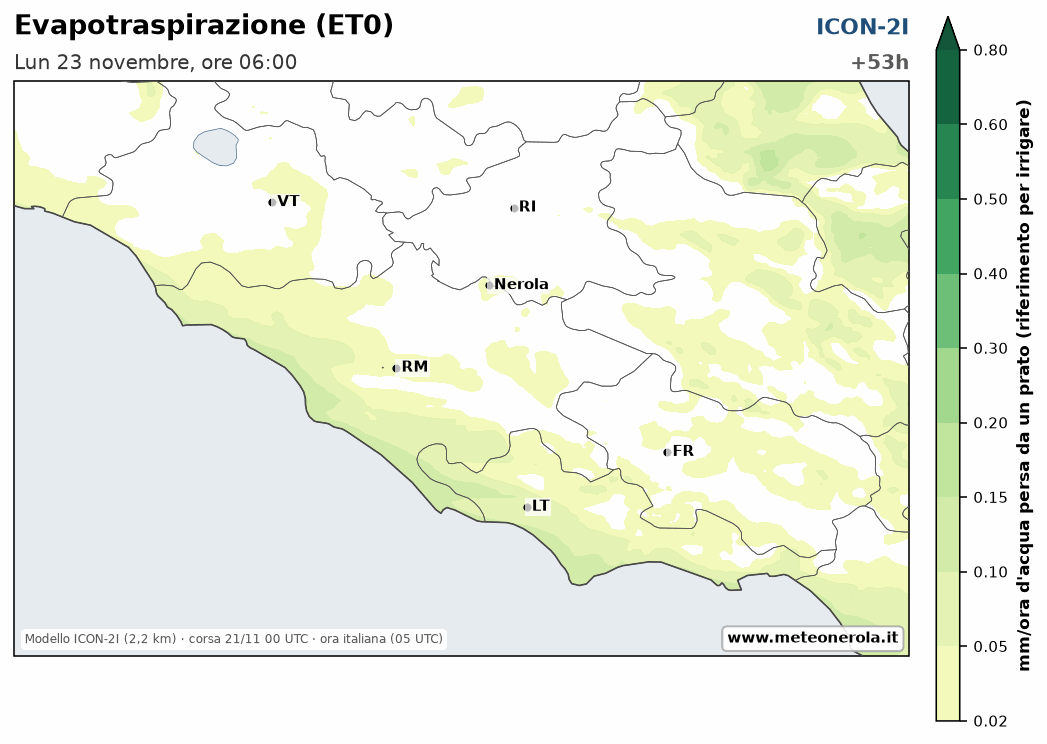 Evapotraspirazione (ET0)
ICON-2I
Lun 23 novembre, ore 06:00
+53h
VT
RI
Nerola
RM
FR
LT
Modello ICON-2I (2,2 km) · corsa 21/11 00 UTC · ora italiana (05 UTC)
www.meteonerola.it
0.80
0.60
0.50
0.40
0.30
0.20
0.15
0.10
0.05
0.02
mm/ora d'acqua persa da un prato (riferimento per irrigare)